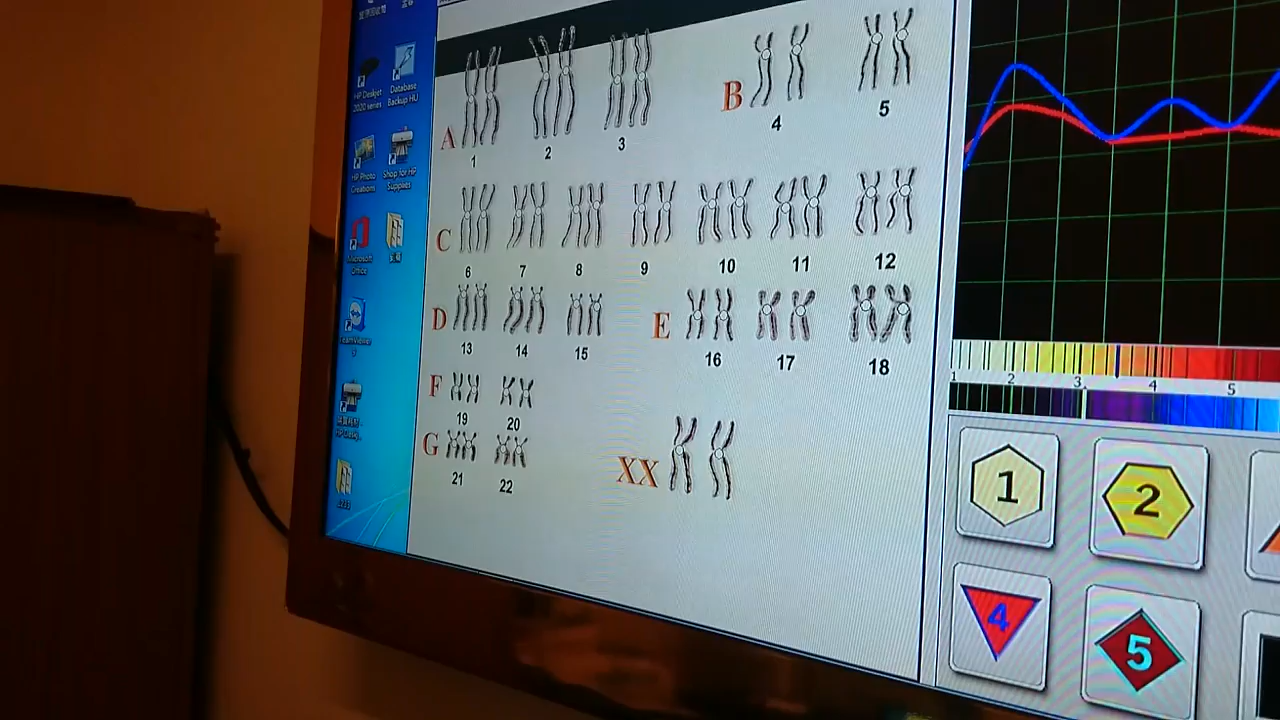 HP Deskjet
2020 series
Database
Backup HU
HP Photo
Creations
Shop for HP
Supplies
Microsoft
Office
TeamViewer
A
1
2
3
B
4
5
C
6
7
8
9
10
11
12
D
13
14
15
E
16
17
18
F
19
20
G
21
22
XX
1
2
3
4
5
1
2
4
5